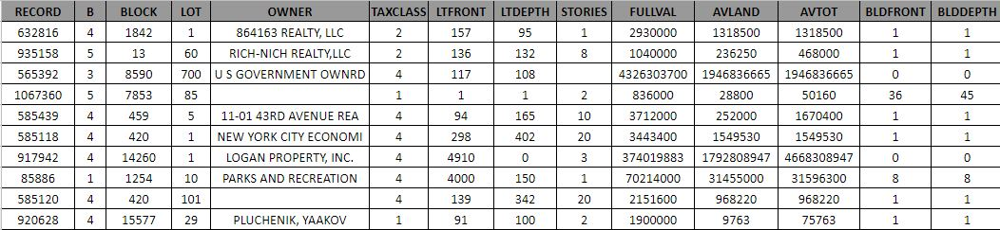 RECORD B BLOCK LOT OWNER TAXCLASS LTFRONT LTDEPTH STORIES FULLVAL AVLAND AVTOT BLDFRONT BLDDEPTH
632816 4 1842 1 864163 REALTY, LLC 2 157 95 1 2930000 1318500 1318500 1 1
935158 5 13 60 RICH-NICH REALTY,LLC 2 136 132 8 1040000 236250 468000 1 1
565392 3 8590 700 U S GOVERNMENT OWNRD 4 117 108 4326303700 1946836665 1946836665 0 0
1067360 5 7853 85 1 1 1 2 836000 28800 50160 36 45
585439 4 459 5 11-01 43RD AVENUE REA 4 94 165 10 3712000 252000 1670400 1 1
585118 4 420 1 NEW YORK CITY ECONOMI 4 298 402 20 3443400 1549530 1549530 1 1
917942 4 14260 1 LOGAN PROPERTY, INC. 4 4910 0 3 374019883 1792808947 4668308947 0 0
85886 1 1254 10 PARKS AND RECREATION 4 4000 150 1 70214000 31455000 31596300 8 8
585120 4 420 101 4 139 342 20 2151600 968220 968220 1 1
920628 4 15577 29 PLUCHENIK, YAAKOV 1 91 100 2 1900000 9763 75763 1 1